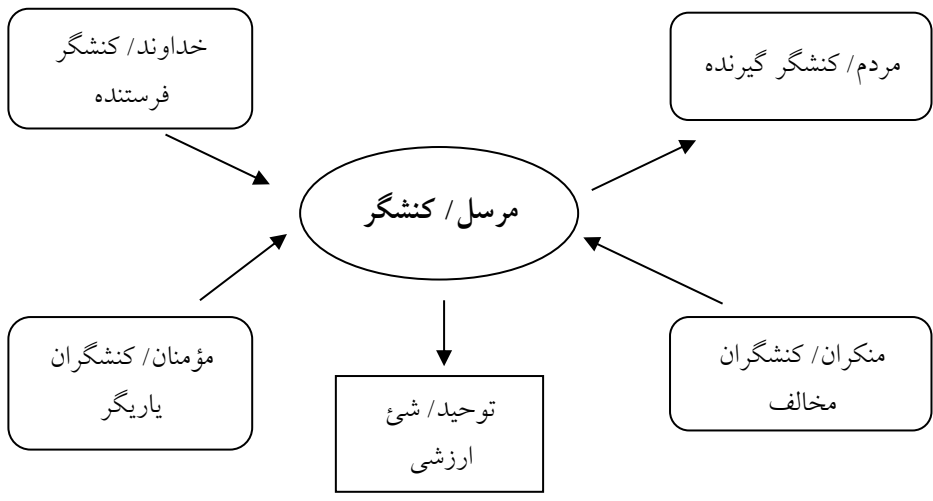 مردم/ کنشگر گیرنده
خداوند/ کنشگر
فرستنده
مرسل/ کنشگر
منکران/ کنشگران
مخالف
توحید/ شئ
ارزشی
مؤمنان/ کنشگران
یاریگر